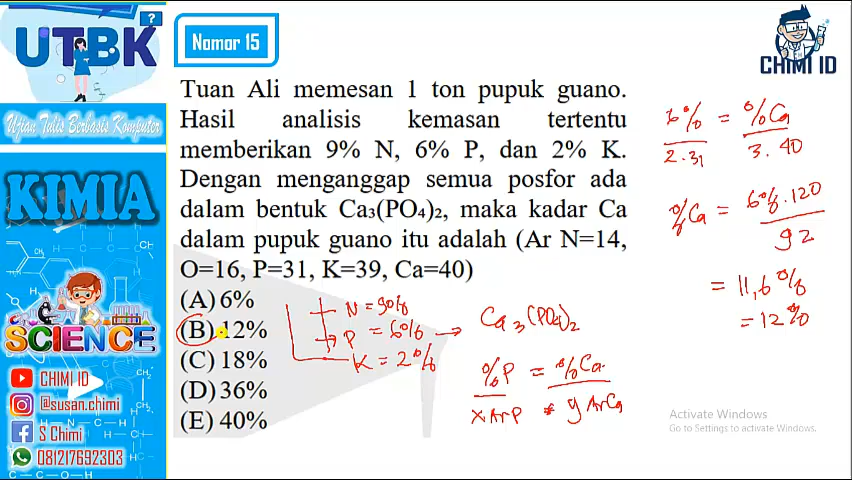 UTBK
?
Nomor 15
CHIMI ID
Ujian Tulis Berbasis Komputer
KIMIA
SCIENCE
CHIMI ID
@susan.chimi
S Chimi
081217692303
Tuan Ali memesan 1 ton pupuk guano.
Hasil analisis kemasan tertentu
memberikan 9% N, 6% P, dan 2% K.
Dengan menganggap semua posfor ada
dalam bentuk Ca₃(PO₄)₂, maka kadar Ca
dalam pupuk guano itu adalah (Ar N=14,
O=16, P=31, K=39, Ca=40)
(A) 6%
(B) 12%
(C) 18%
(D) 36%
(E) 40%
N = 9%
P = 6% → Ca₃(PO₄)₂
K = 2%
%P = %Ca
x Ar P y Ar Ca
6% = %Ca
2.31 3.40
%Ca = 6%.120
92
= 11,6%
= 12%
Activate Windows
Go to Settings to activate Windows.